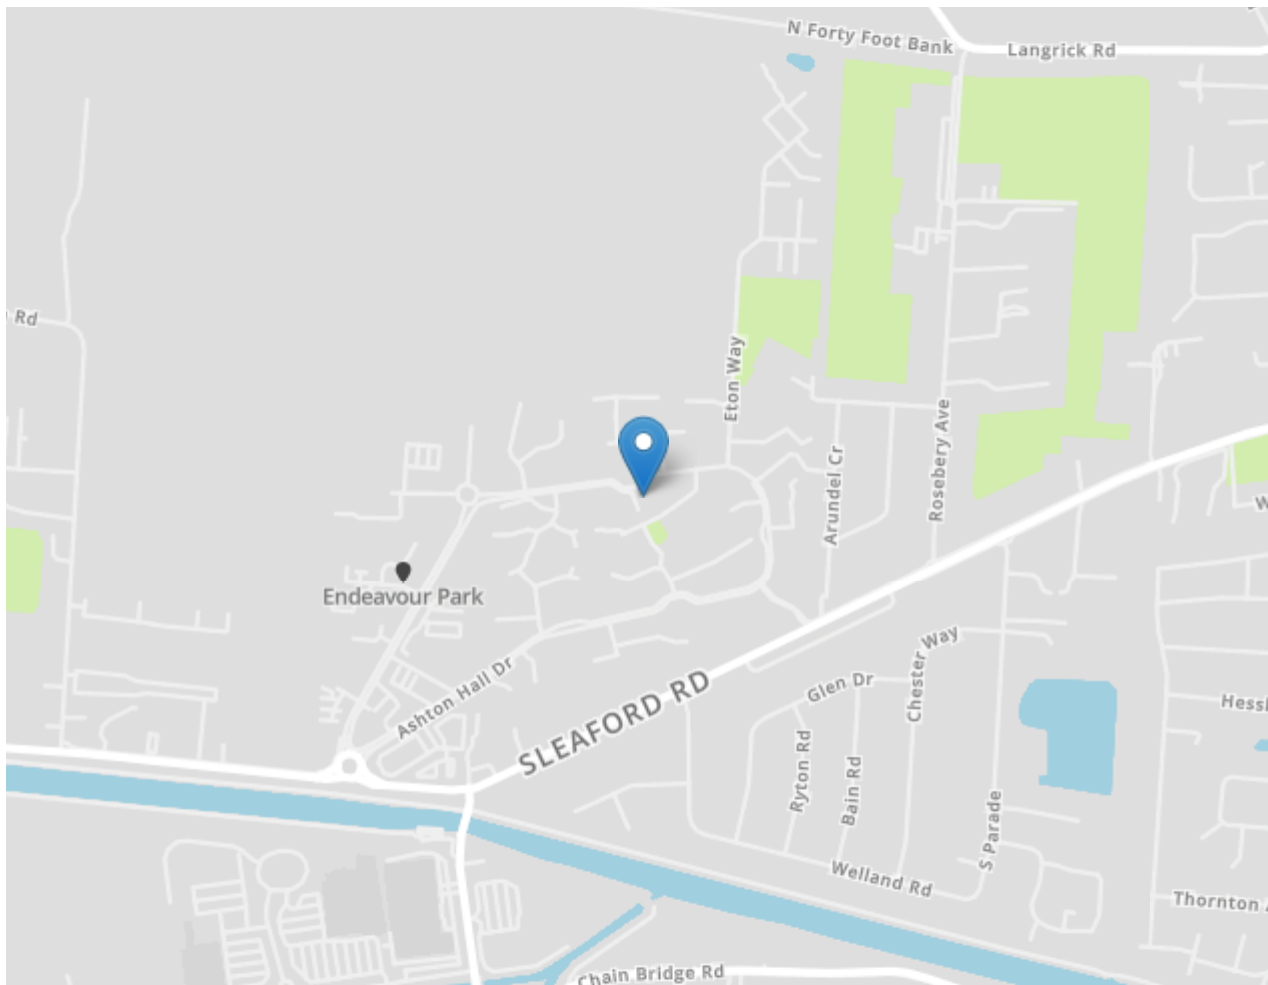 N Forty Foot Bank
Langrick Rd
Rd
Eton Way
Rosebery Ave
Arundel Cr
Endeavour Park
Chester Way
Ashton Hall Dr
SLEAFORD RD
Glen Dr
Ryton Rd
Bain Rd
S Parade
Welland Rd
Thornton
Chain Bridge Rd